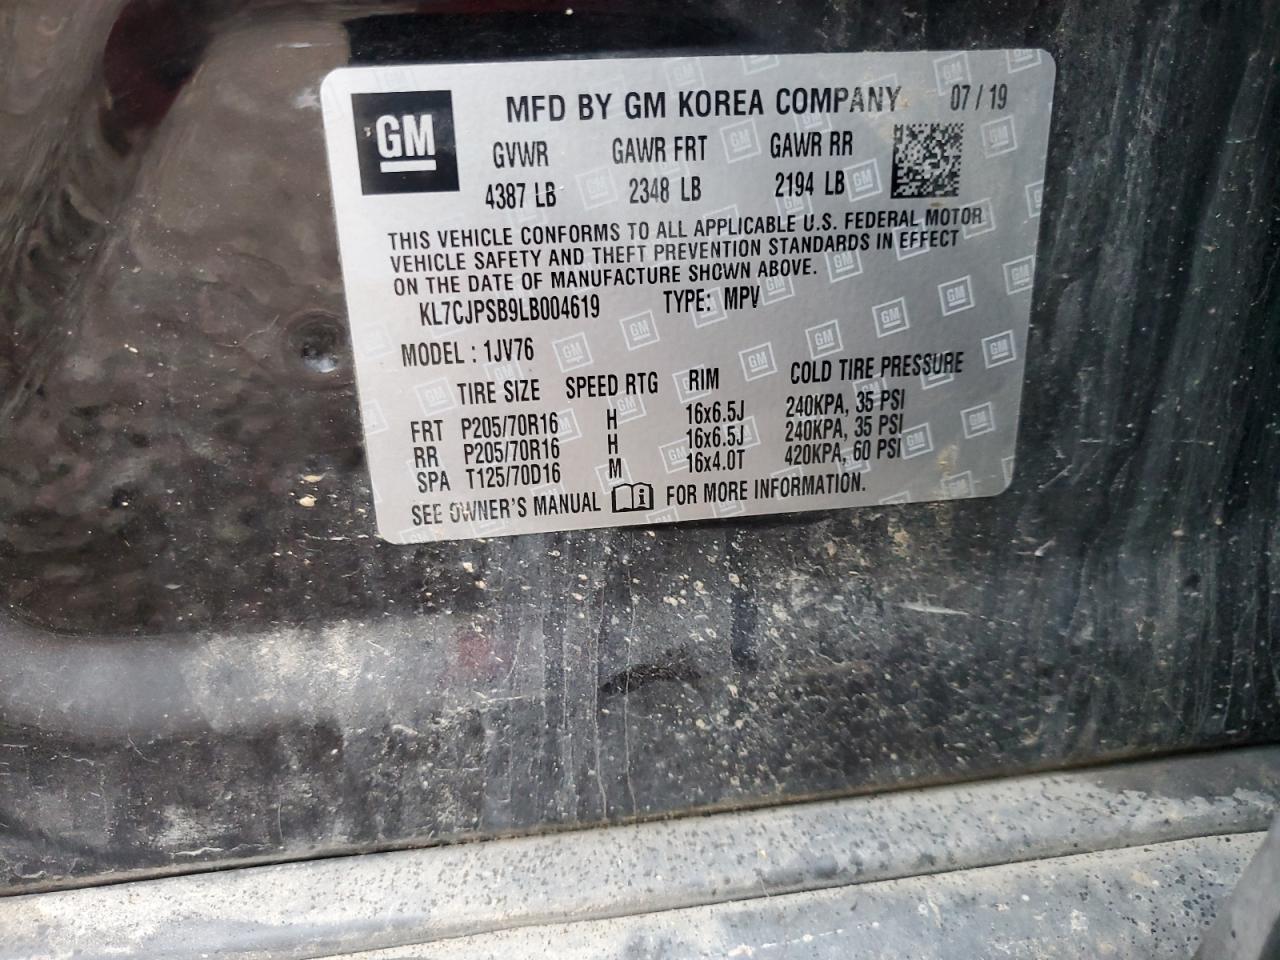 GM
MFD BY GM KOREA COMPANY 07 / 19
GVWR GAWR FRT GAWR RR
4387 LB 2348 LB 2194 LB
THIS VEHICLE CONFORMS TO ALL APPLICABLE U.S. FEDERAL MOTOR
VEHICLE SAFETY AND THEFT PREVENTION STANDARDS IN EFFECT
ON THE DATE OF MANUFACTURE SHOWN ABOVE.
KL7CJPSB9LB004619 TYPE: MPV
MODEL : 1JV76
TIRE SIZE SPEED RTG RIM COLD TIRE PRESSURE
FRT P205/70R16 H 16x6.5J 240KPA, 35 PSI
RR P205/70R16 H 16x6.5J 240KPA, 35 PSI
SPA T125/70D16 M 16x4.0T 420KPA, 60 PSI
SEE OWNER'S MANUAL FOR MORE INFORMATION.